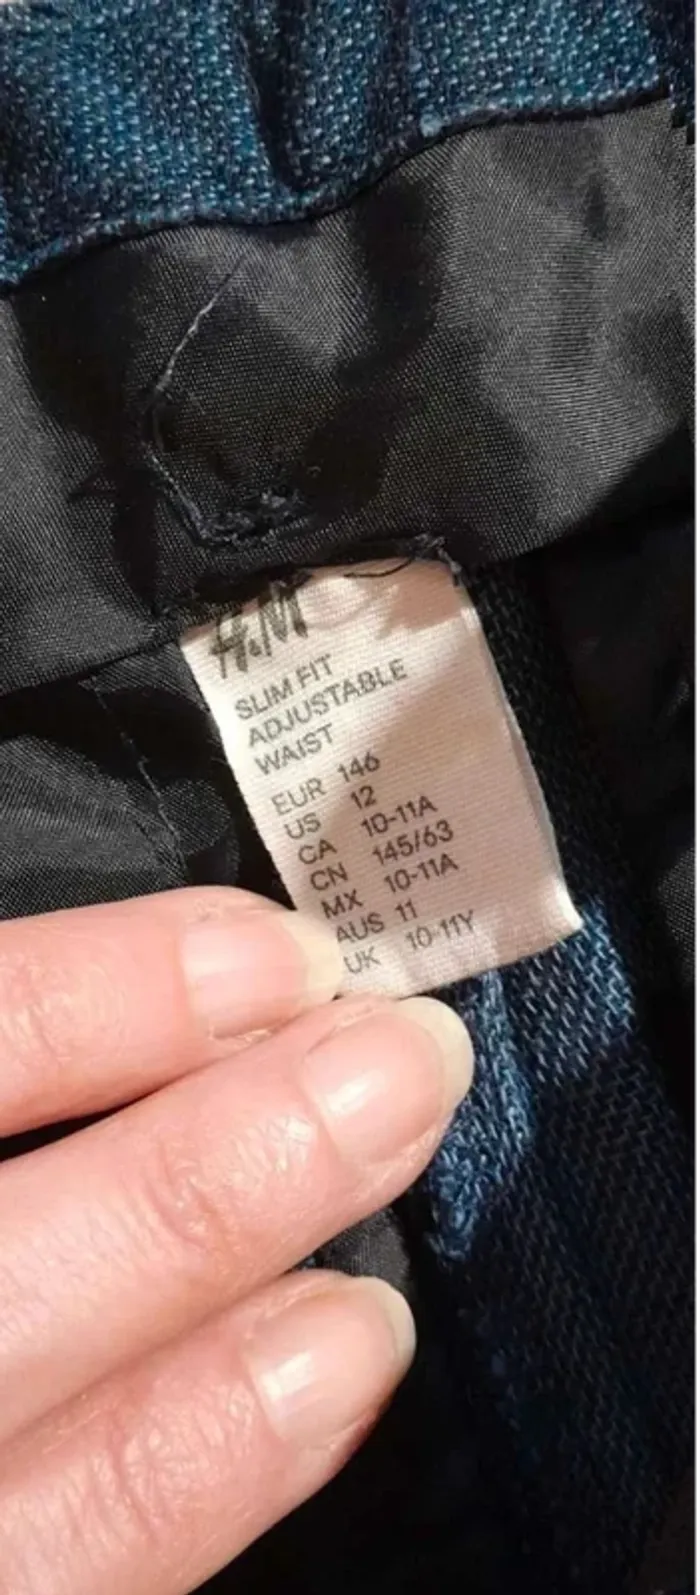 H&M
SLIM FIT
ADJUSTABLE
WAIST
EUR 146
US 12
CA 10-11A
CN 145/63
MX 10-11A
AUS 11
UK 10-11Y